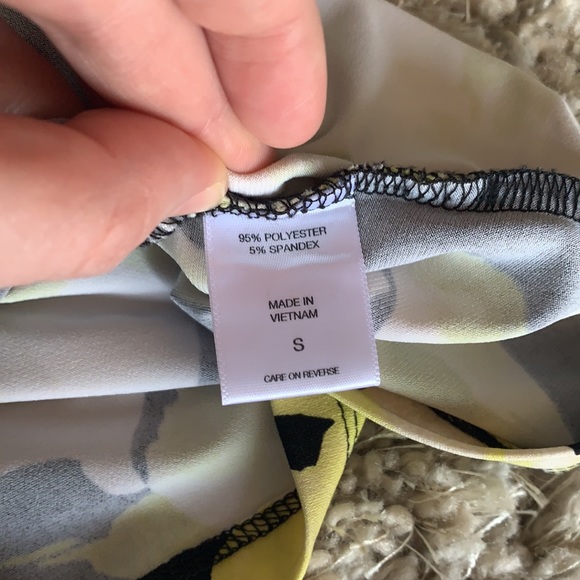 95% POLYESTER
5% SPANDEX
MADE IN
VIETNAM
S
CARE ON REVERSE